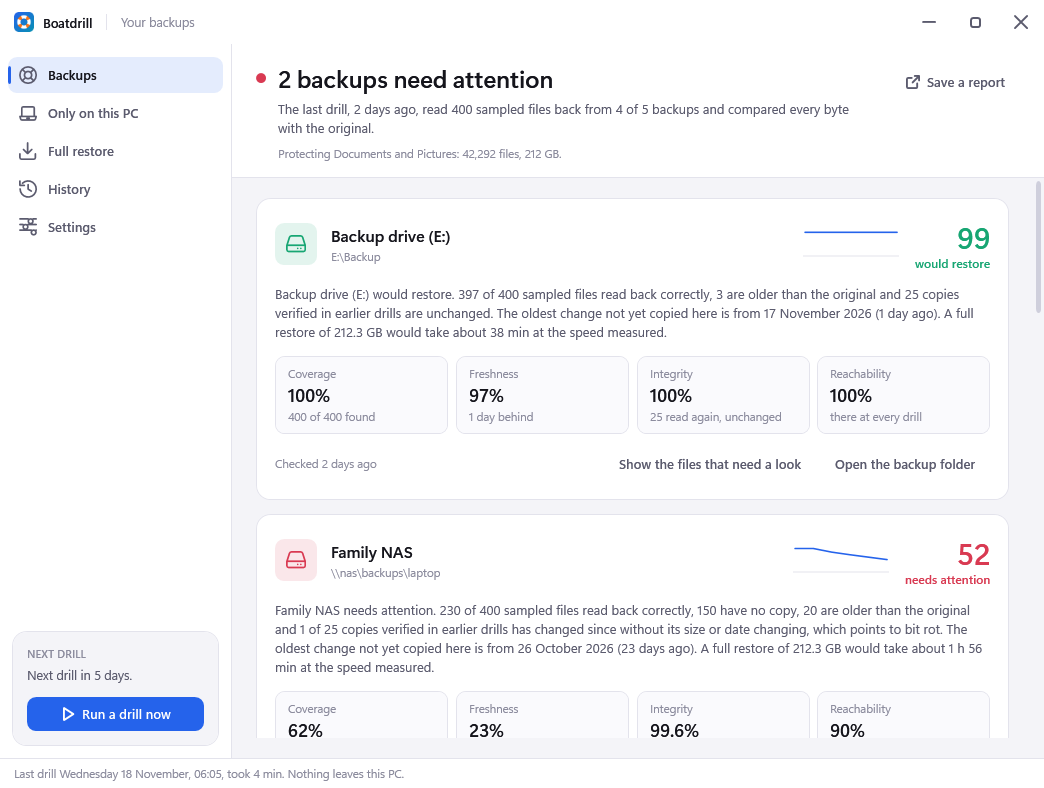 Boatdrill
Your backups
Backups
Only on this PC
Full restore
History
Settings
NEXT DRILL
Next drill in 5 days.
Run a drill now
2 backups need attention
Save a report
The last drill, 2 days ago, read 400 sampled files back from 4 of 5 backups and compared every byte
with the original.
Protecting Documents and Pictures: 42,292 files, 212 GB.
Backup drive (E:)
E:\Backup
99
would restore
Backup drive (E:) would restore. 397 of 400 sampled files read back correctly, 3 are older than the original and 25 copies
verified in earlier drills are unchanged. The oldest change not yet copied here is from 17 November 2026 (1 day ago). A full
restore of 212.3 GB would take about 38 min at the speed measured.
Coverage
100%
400 of 400 found
Freshness
97%
1 day behind
Integrity
100%
25 read again, unchanged
Reachability
100%
there at every drill
Checked 2 days ago
Show the files that need a look
Open the backup folder
Family NAS
\\nas\backups\laptop
52
needs attention
Family NAS needs attention. 230 of 400 sampled files read back correctly, 150 have no copy, 20 are older than the original
and 1 of 25 copies verified in earlier drills has changed since without its size or date changing, which points to bit rot. The
oldest change not yet copied here is from 26 October 2026 (23 days ago). A full restore of 212.3 GB would take about 1 h 56
min at the speed measured.
Coverage
62%
Freshness
23%
Integrity
99.6%
Reachability
90%
Last drill Wednesday 18 November, 06:05, took 4 min. Nothing leaves this PC.